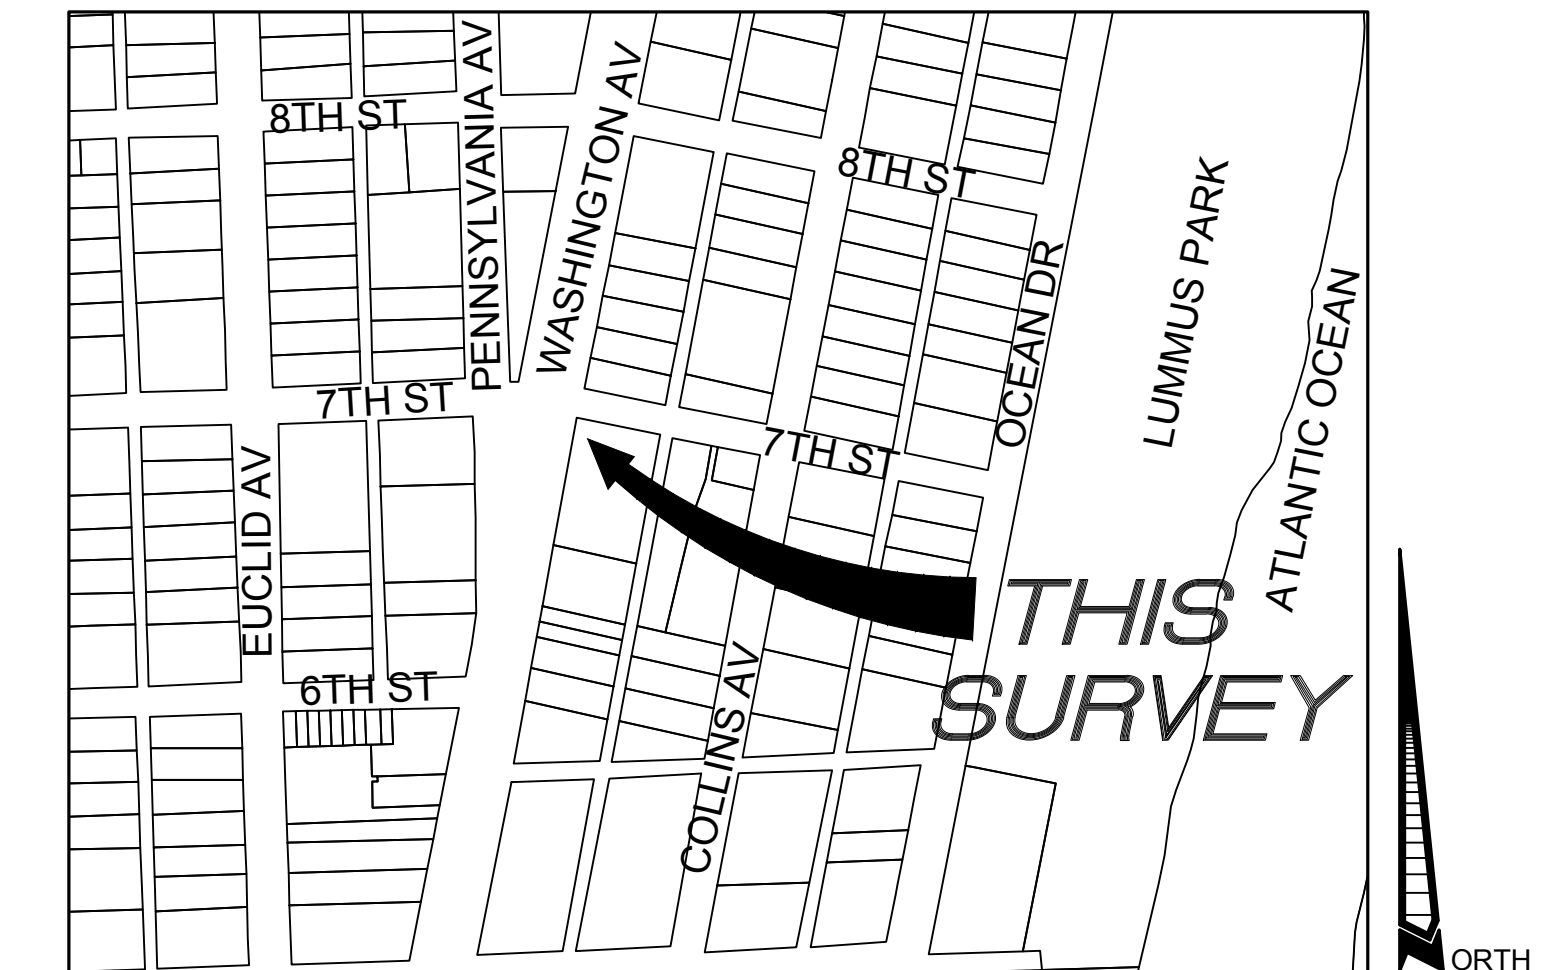 PENNSYLVANIA AV
WASHINGTON AV
8TH ST
8TH ST
LUMMUS PARK
OCEAN DR
ATLANTIC OCEAN
7TH ST
7TH ST
EUCLID AV
THIS
SURVEY
6TH ST
COLLINS AV
ORTH